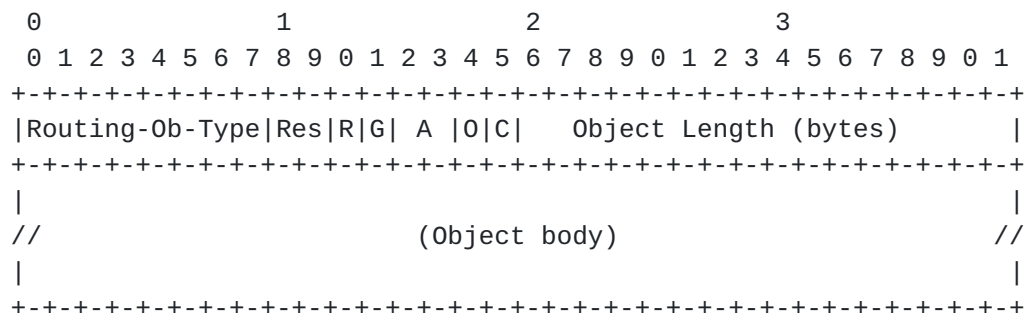 0                   1                   2                   3
 0 1 2 3 4 5 6 7 8 9 0 1 2 3 4 5 6 7 8 9 0 1 2 3 4 5 6 7 8 9 0 1
+-+-+-+-+-+-+-+-+-+-+-+-+-+-+-+-+-+-+-+-+-+-+-+-+-+-+-+-+-+-+-+-+
|Routing-Ob-Type|Res|R|G| A |O|C|   Object Length (bytes)       |
+-+-+-+-+-+-+-+-+-+-+-+-+-+-+-+-+-+-+-+-+-+-+-+-+-+-+-+-+-+-+-+-+
|                                                               |
//                        (Object body)                        //
|                                                               |
+-+-+-+-+-+-+-+-+-+-+-+-+-+-+-+-+-+-+-+-+-+-+-+-+-+-+-+-+-+-+-+-+